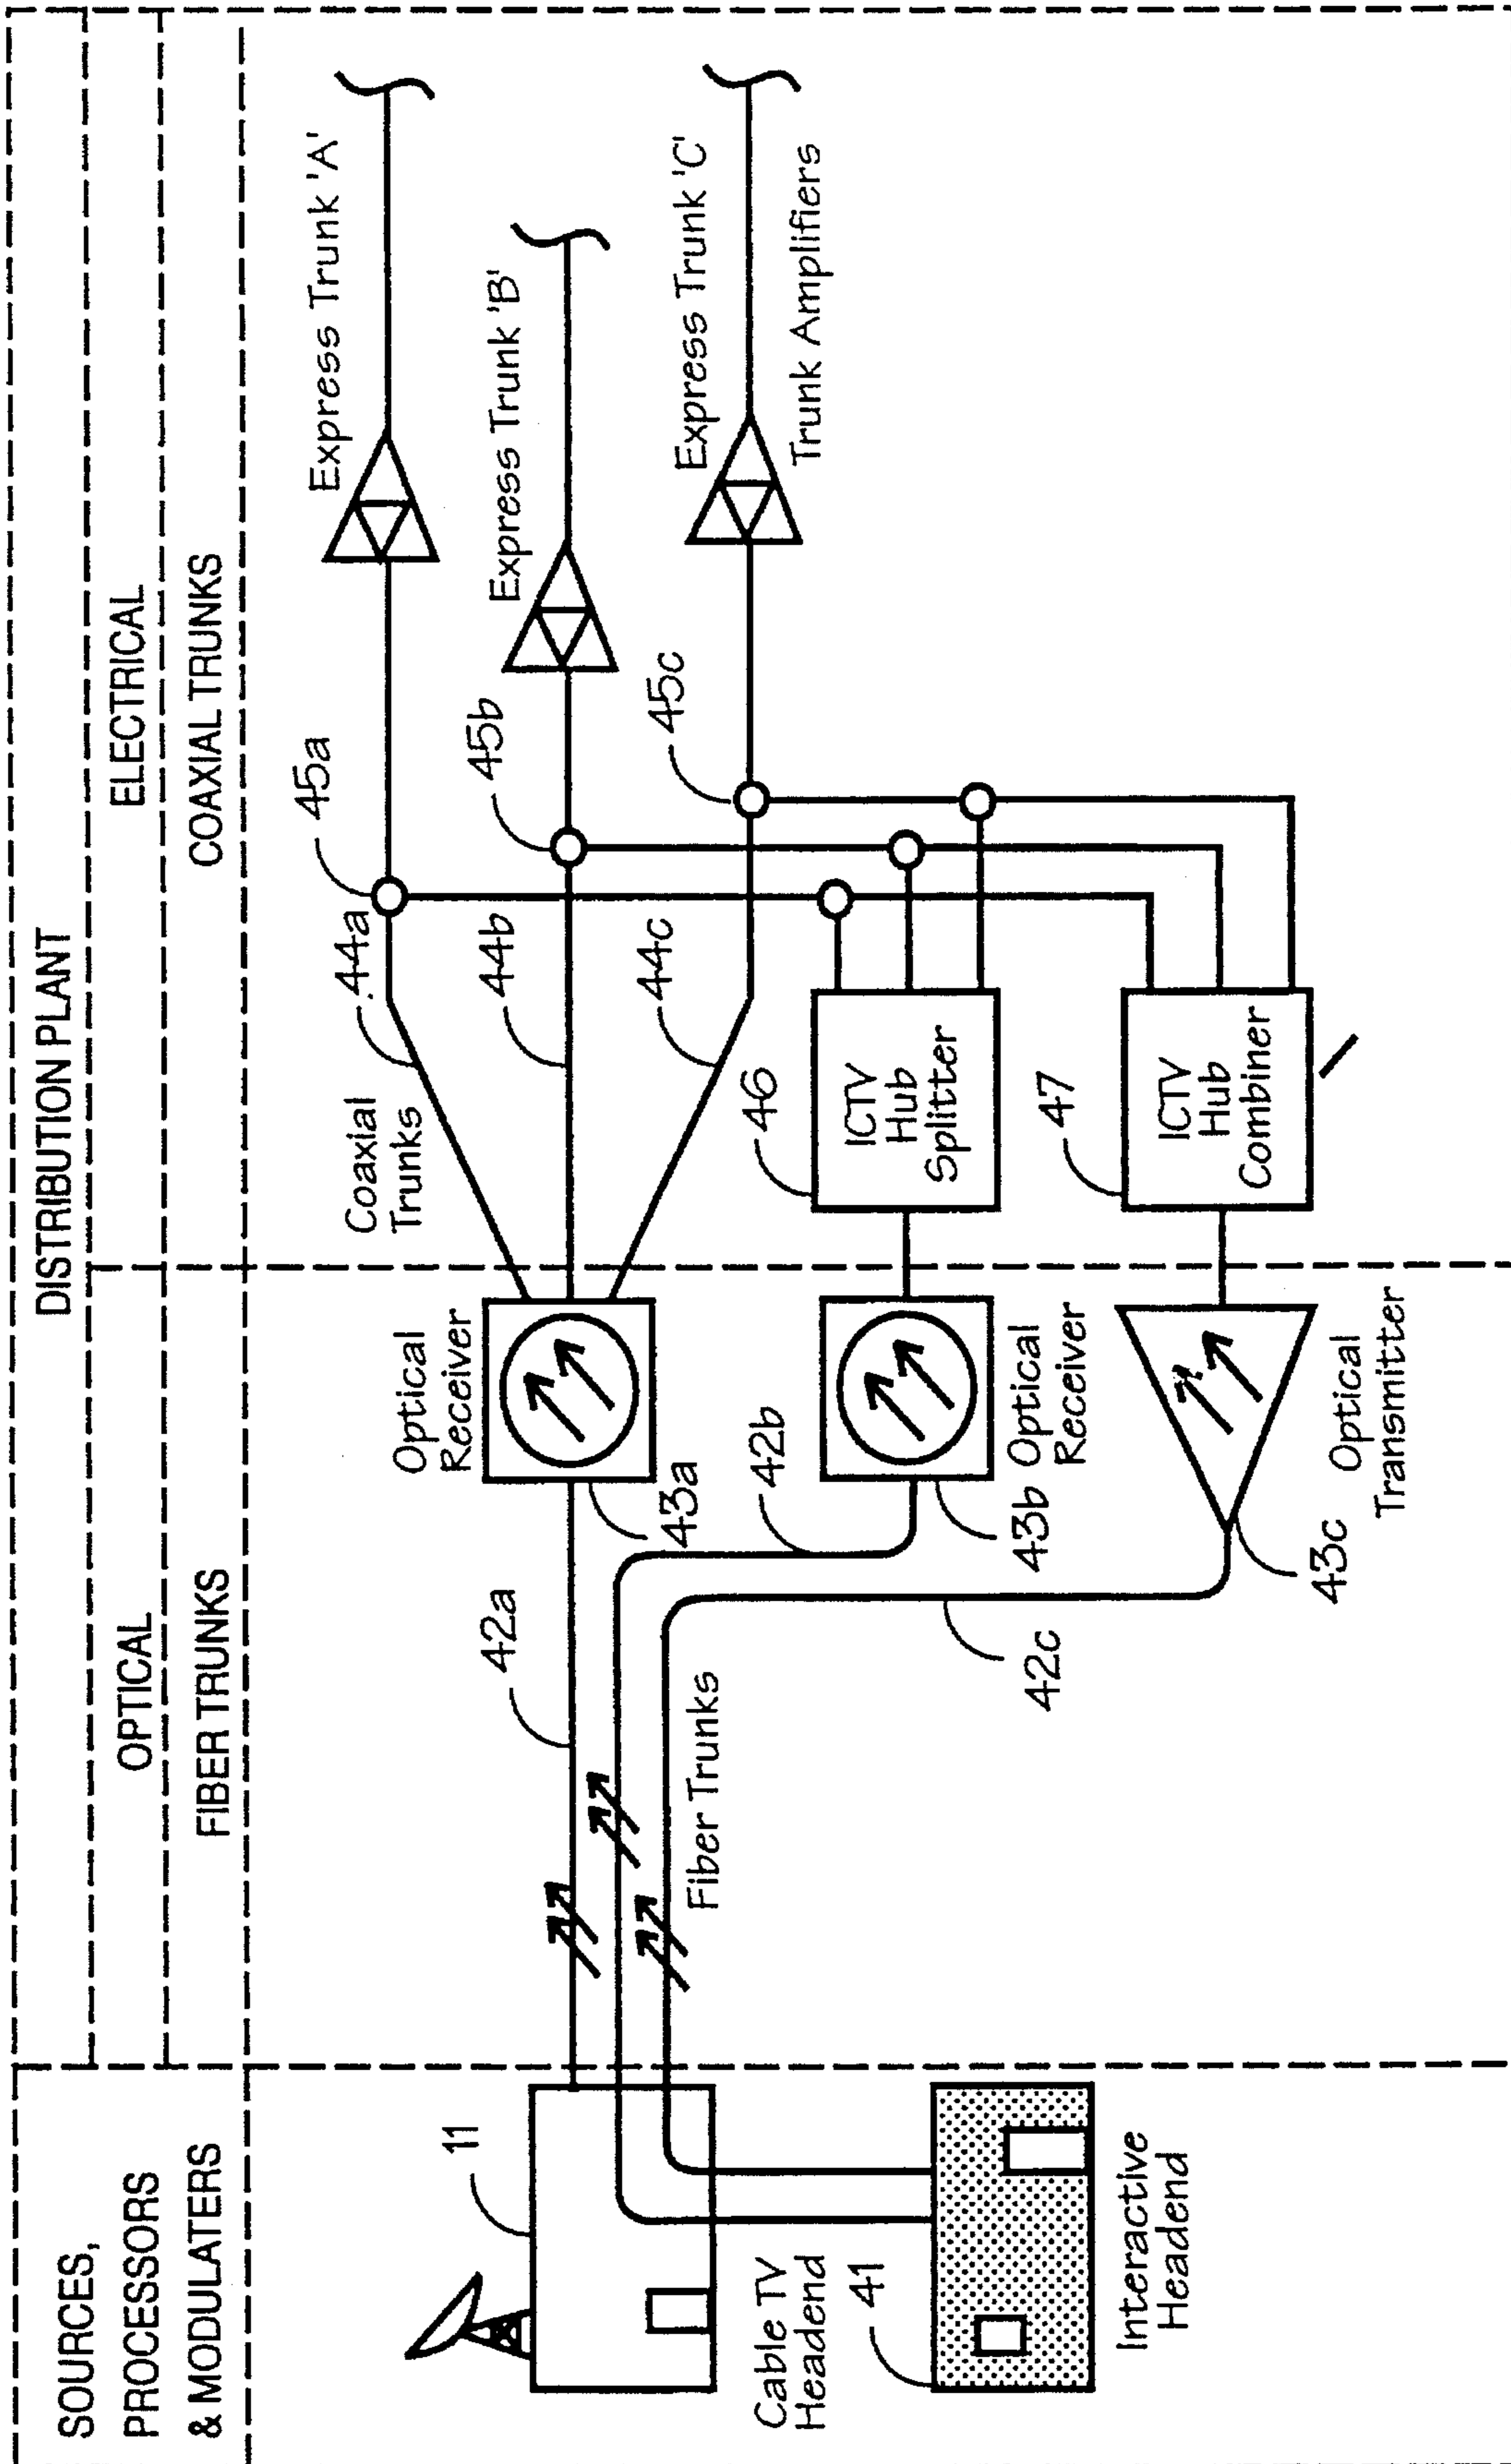 DISTRIBUTION PLANT
SOURCES,
PROCESSORS
& MODULATERS
OPTICAL
ELECTRICAL
FIBER TRUNKS
COAXIAL TRUNKS
11
Cable TV
Headend
41
Interactive
Headend
42a
Fiber Trunks
42b
42c
Optical
Receiver
43a
Optical
Receiver
43b
Optical
Transmitter
43c
Coaxial
Trunks
44a
44b
44c
45a
45b
45c
46
ICTV
Hub
Splitter
47
ICTV
Hub
Combiner
Express Trunk 'A'
Express Trunk 'B'
Express Trunk 'C'
Trunk Amplifiers